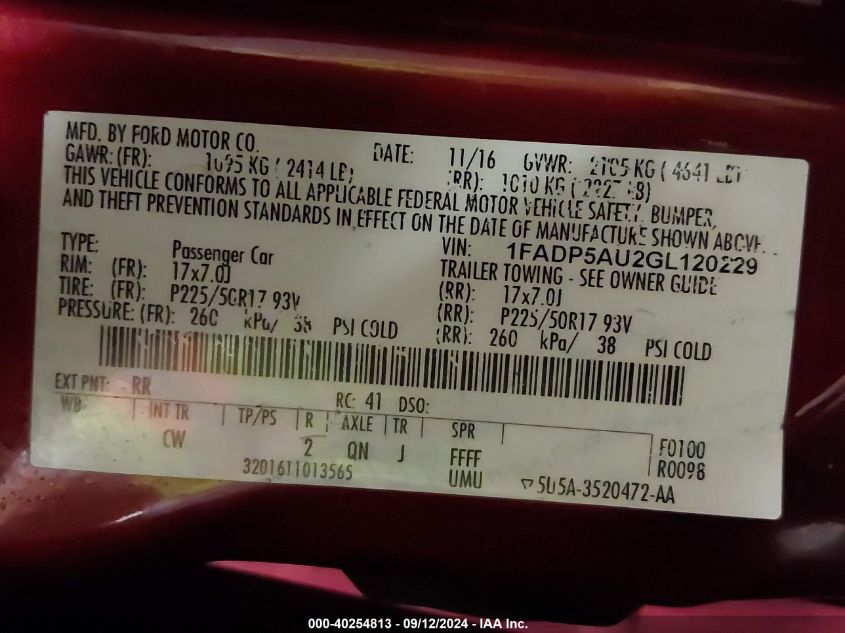 MFD. BY FORD MOTOR CO. DATE: 11/16 GVWR: 2105 KG ( 4641 LB)
GAWR: (FR): 1095 KG ( 2414 LB) (RR): 1010 KG ( 2227 LB)
THIS VEHICLE CONFORMS TO ALL APPLICABLE FEDERAL MOTOR VEHICLE SAFETY, BUMPER,
AND THEFT PREVENTION STANDARDS IN EFFECT ON THE DATE OF MANUFACTURE SHOWN ABOVE.
VIN: 1FADP5AU2GL120229
TYPE: Passenger Car TRAILER TOWING - SEE OWNER GUIDE
RIM: (FR): 17x7.0J (RR): 17x7.0J
TIRE: (FR): P225/50R17 93V (RR): P225/50R17 93V
PRESSURE: (FR): 260 kPa/ 38 PSI COLD (RR): 260 kPa/ 38 PSI COLD
EXT PNT: RR RC: 41 DSO:
WB INT TR TP/PS R AXLE TR SPR F0100
CW 2 QN J FFFF R0098
3201611013565 UMU ▽5U5A-3520472-AA
000-40254813 - 09/12/2024 - IAA Inc.